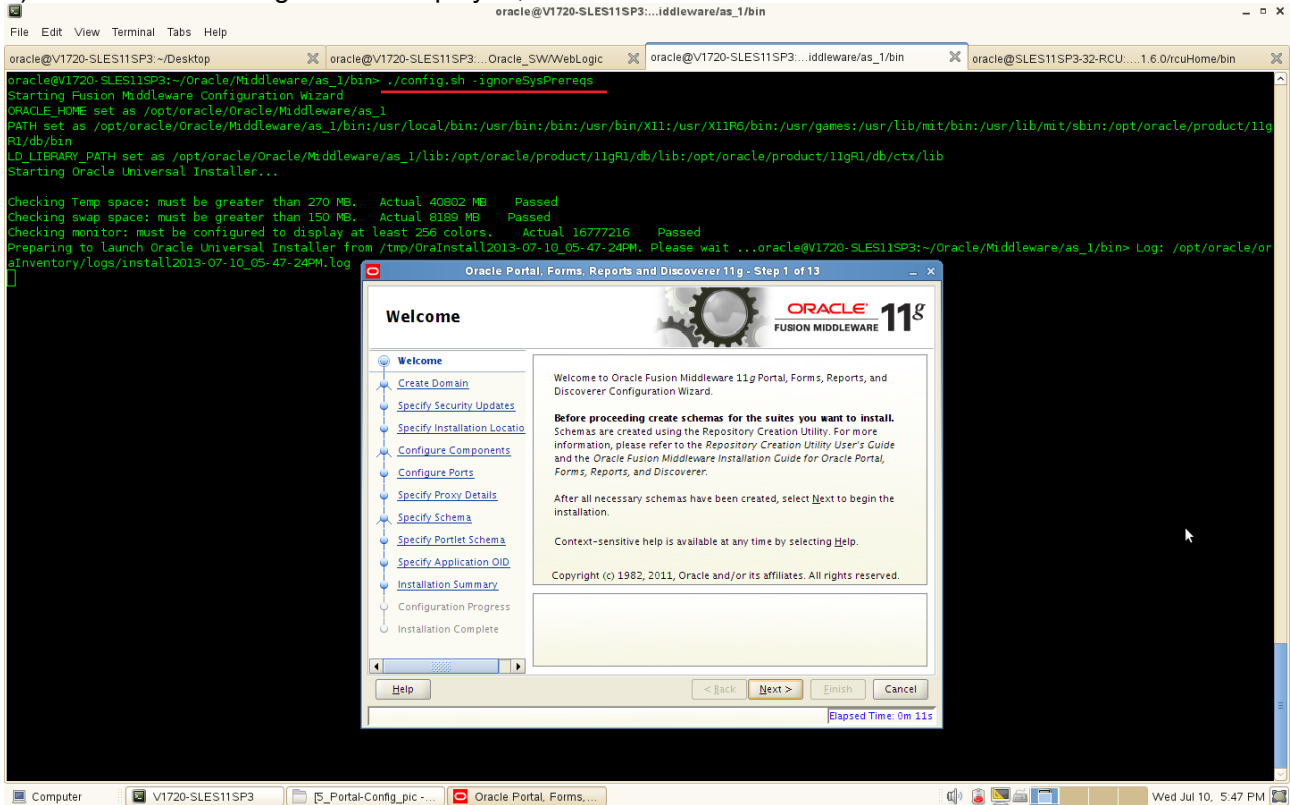 oracle@V1720-SLES11SP3:...iddleware/as_1/bin
File Edit View Terminal Tabs Help
oracle@V1720-SLES11SP3:~/Desktop
oracle@V1720-SLES11SP3:...Oracle_SW/WebLogic
oracle@V1720-SLES11SP3:...iddleware/as_1/bin
oracle@SLES11SP3-32-RCU:....1.6.0/rcuHome/bin
oracle@V1720-SLES11SP3:~/Oracle/Middleware/as_1/bin> ./config.sh -ignoreSysPrereqs
Starting Fusion Middleware Configuration Wizard
ORACLE_HOME set as /opt/oracle/Oracle/Middleware/as_1
PATH set as /opt/oracle/Oracle/Middleware/as_1/bin:/usr/local/bin:/usr/bin:/bin:/usr/bin/X11:/usr/X11R6/bin:/usr/games:/usr/lib/mit/bin:/usr/lib/mit/sbin:/opt/oracle/product/11g
R1/db/bin
LD_LIBRARY_PATH set as /opt/oracle/Oracle/Middleware/as_1/lib:/opt/oracle/product/11gR1/db/lib:/opt/oracle/product/11gR1/db/ctx/lib
Starting Oracle Universal Installer...
Checking Temp space: must be greater than 270 MB. Actual 40802 MB Passed
Checking swap space: must be greater than 150 MB. Actual 8189 MB Passed
Checking monitor: must be configured to display at least 256 colors. Actual 16777216 Passed
Preparing to launch Oracle Universal Installer from /tmp/OraInstall2013-07-10_05-47-24PM. Please wait ...oracle@V1720-SLES11SP3:~/Oracle/Middleware/as_1/bin> Log: /opt/oracle/or
aInventory/logs/install2013-07-10_05-47-24PM.log
Oracle Portal, Forms, Reports and Discoverer 11g - Step 1 of 13
Welcome
ORACLE
FUSION MIDDLEWARE 11g
Welcome
Create Domain
Specify Security Updates
Specify Installation Locatio
Configure Components
Configure Ports
Specify Proxy Details
Specify Schema
Specify Portlet Schema
Specify Application OID
Installation Summary
Configuration Progress
Installation Complete
Welcome to Oracle Fusion Middleware 11g Portal, Forms, Reports, and
Discoverer Configuration Wizard.
Before proceeding create schemas for the suites you want to install.
Schemas are created using the Repository Creation Utility. For more
information, please refer to the Repository Creation Utility User's Guide
and the Oracle Fusion Middleware Installation Guide for Oracle Portal,
Forms, Reports, and Discoverer.
After all necessary schemas have been created, select Next to begin the
installation.
Context-sensitive help is available at any time by selecting Help.
Copyright (c) 1982, 2011, Oracle and/or its affiliates. All rights reserved.
Help
< Back
Next >
Finish
Cancel
Elapsed Time: 0m 11s
Computer
V1720-SLES11SP3
[5_Portal-Config_pic -...
Oracle Portal, Forms,...
Wed Jul 10, 5:47 PM